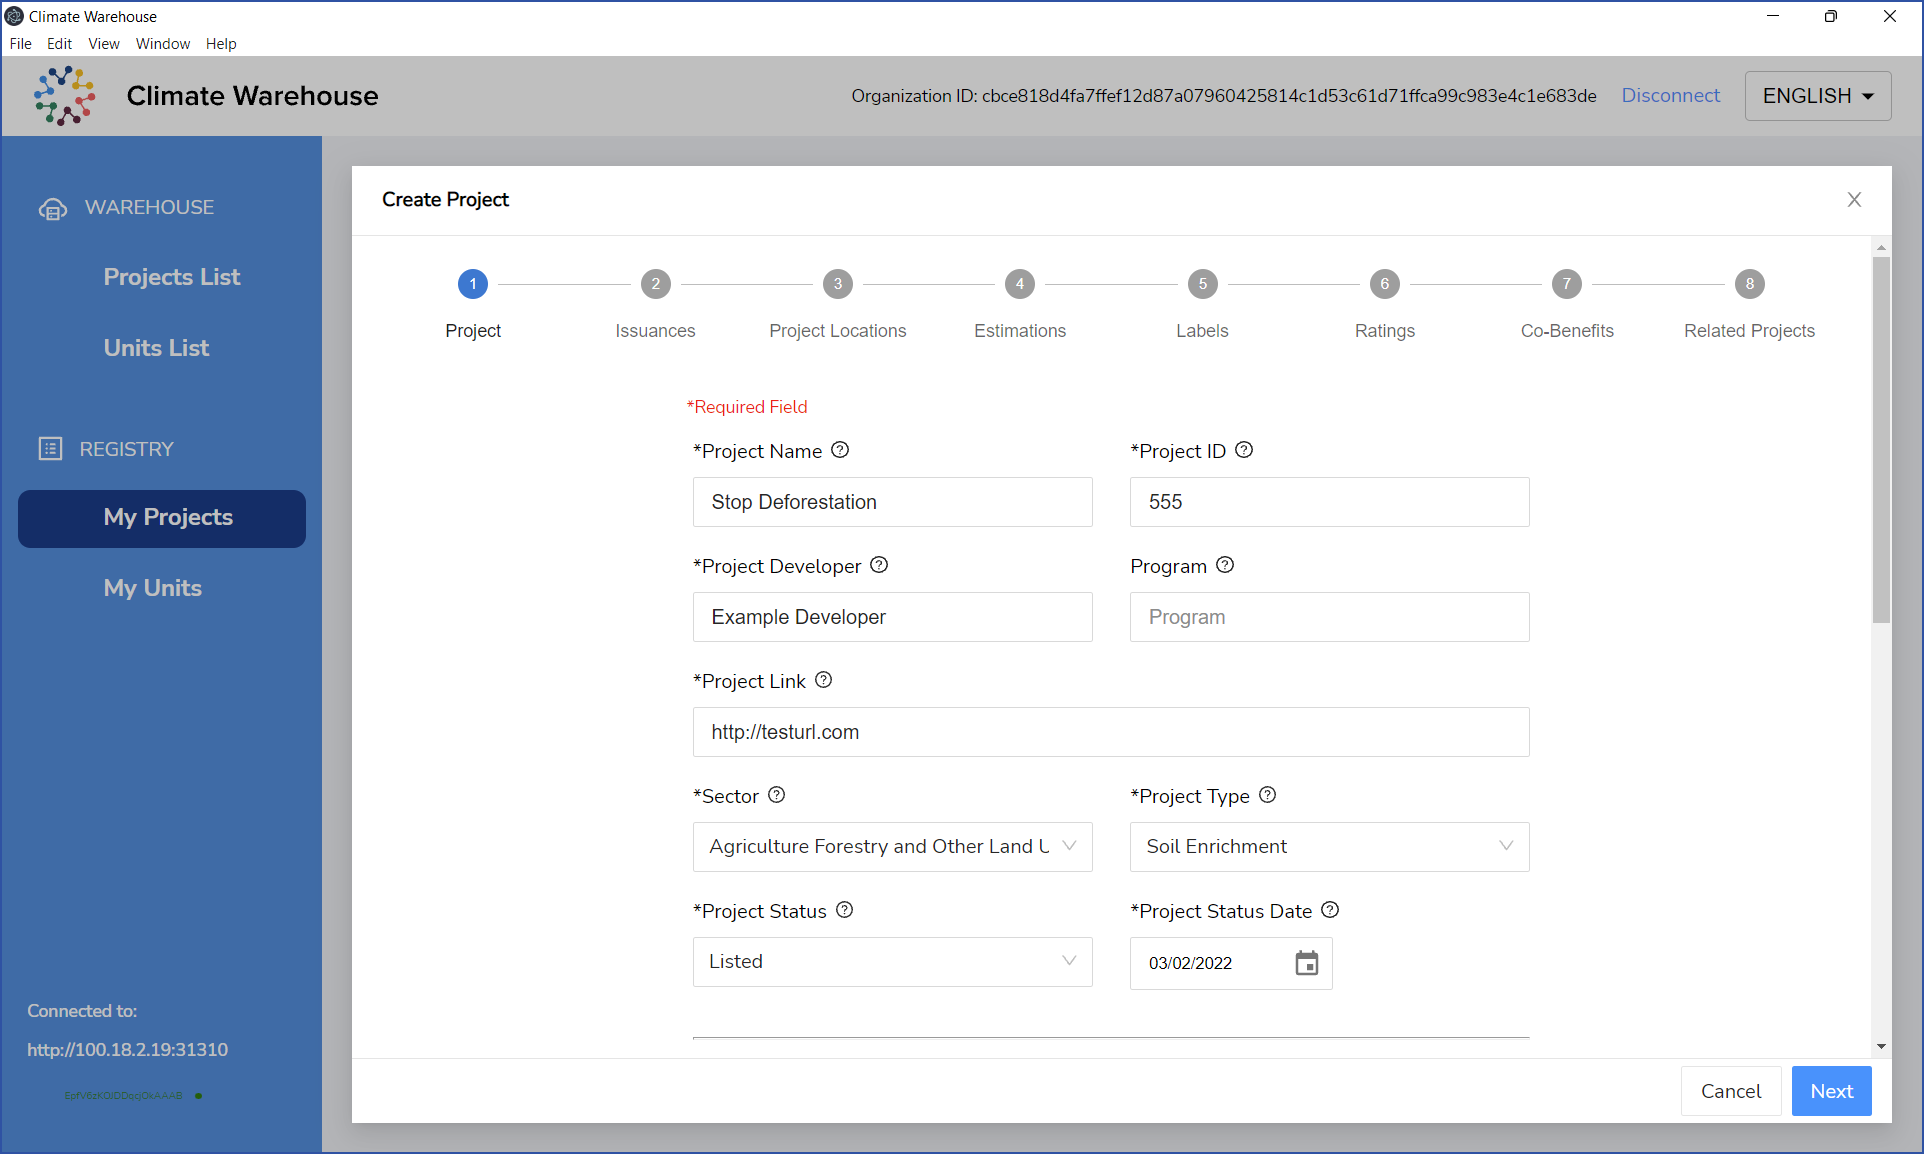 Climate Warehouse
File Edit View Window Help
Climate Warehouse
Organization ID: cbce818d4fa7ffef12d87a07960425814c1d53c61d71ffca99c983e4c1e683de Disconnect ENGLISH
WAREHOUSE
Projects List
Units List
REGISTRY
My Projects
My Units
Connected to:
http://100.18.2.19:31310
Create Project
1 2 3 4 5 6 7 8
Project Issuances Project Locations Estimations Labels Ratings Co-Benefits Related Projects
*Required Field
*Project Name *Project ID
Stop Deforestation 555
*Project Developer Program
Example Developer Program
*Project Link
http://testurl.com
*Sector *Project Type
Agriculture Forestry and Other Land U Soil Enrichment
*Project Status *Project Status Date
Listed 03/02/2022
Cancel Next